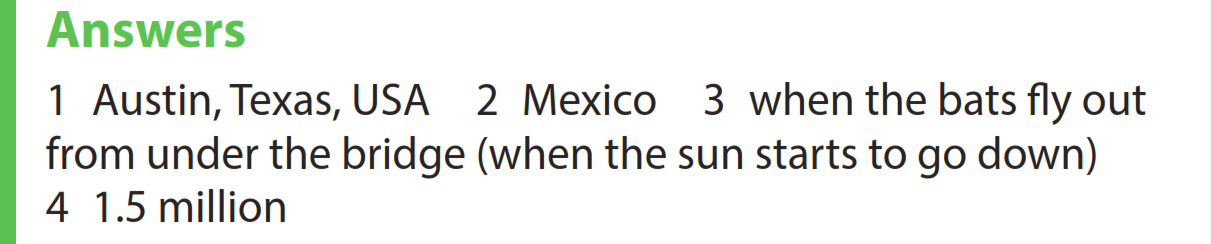 Answers
1 Austin, Texas, USA 2 Mexico 3 when the bats fly out
from under the bridge (when the sun starts to go down)
4 1.5 million